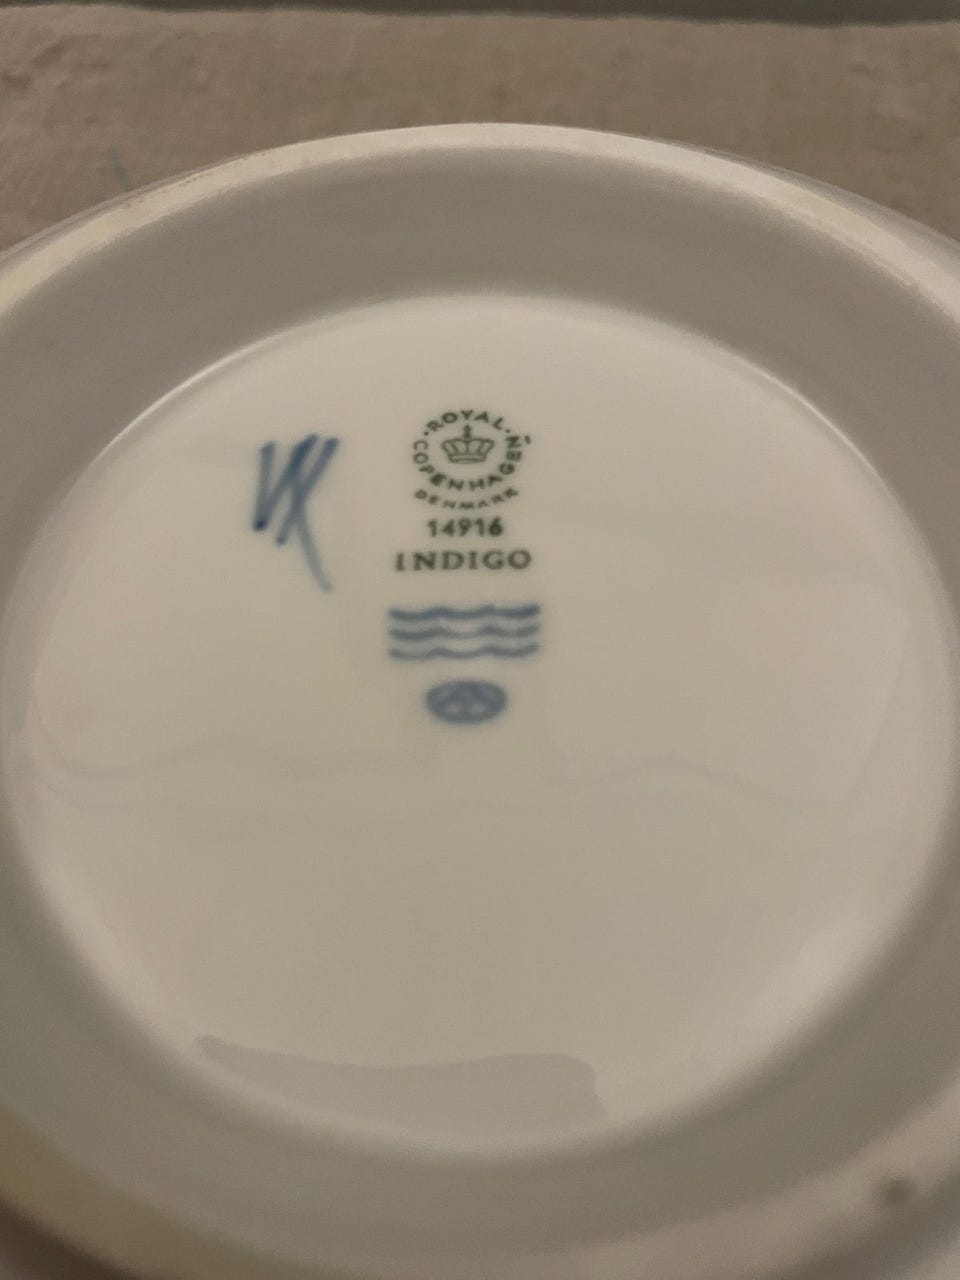 ROYAL
COPENHAGEN
DENMARK
14916
INDIGO